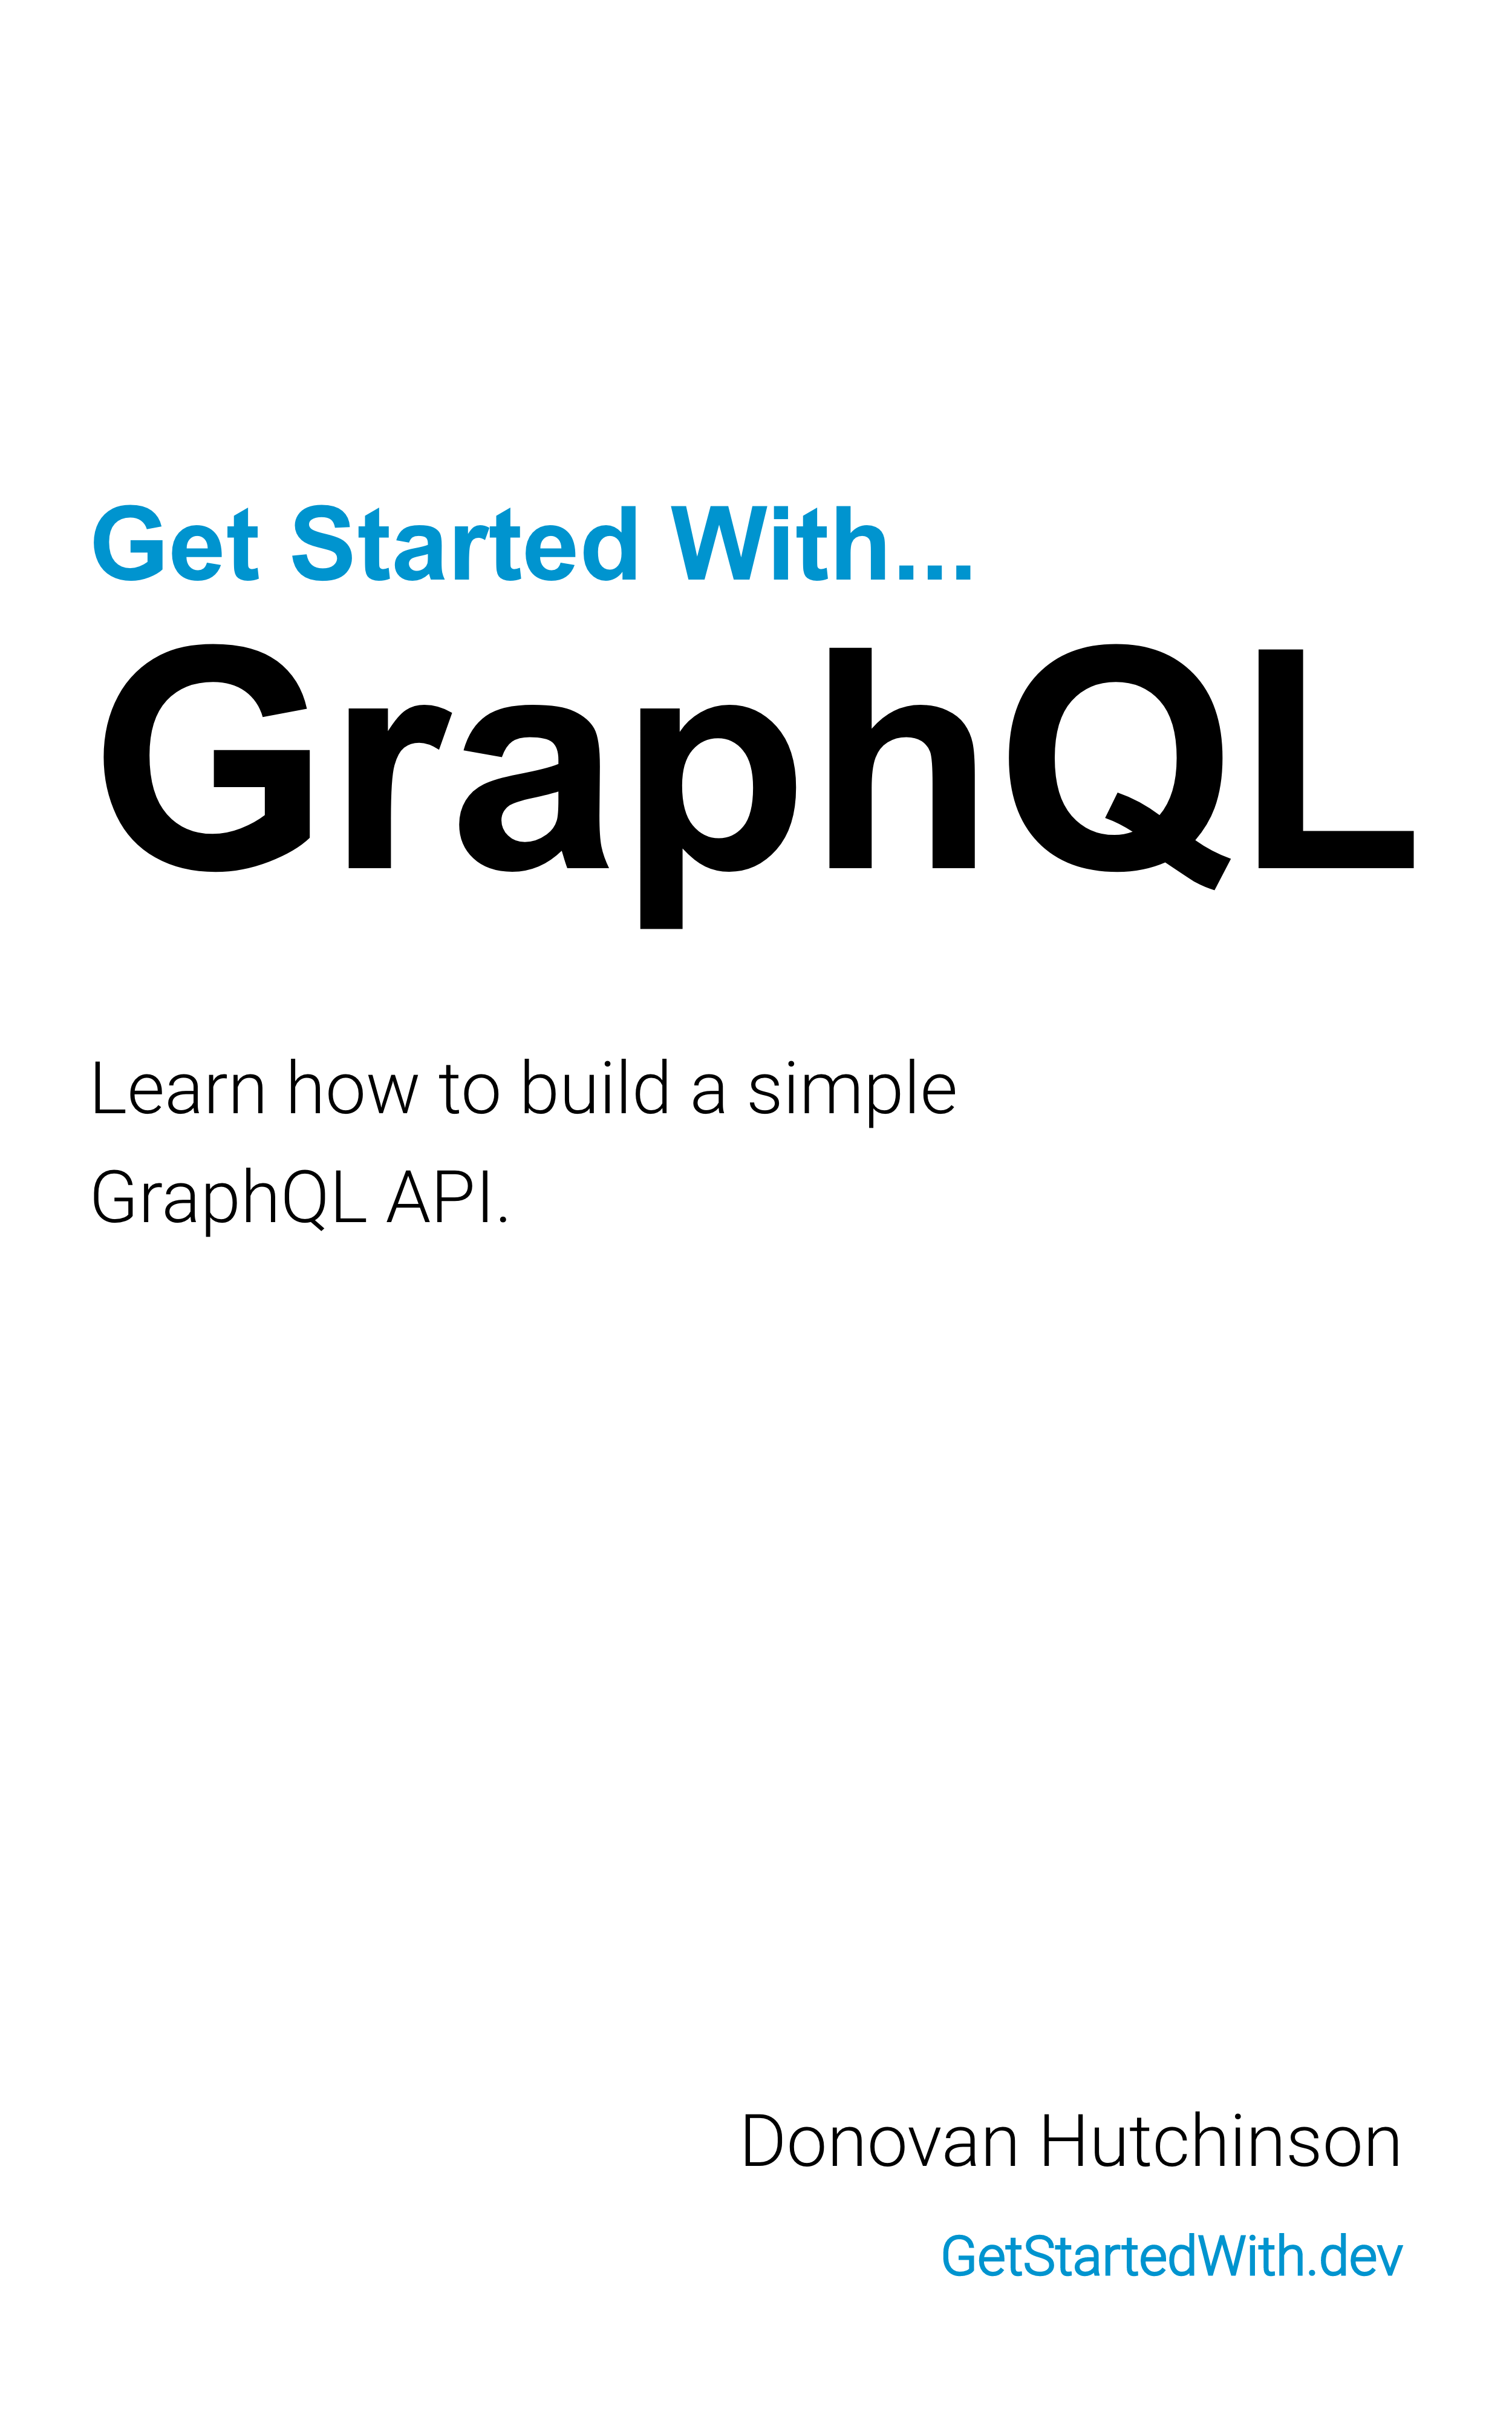 Get Started With...
GraphQL
Learn how to build a simple
GraphQL API.
Donovan Hutchinson
GetStartedWith.dev